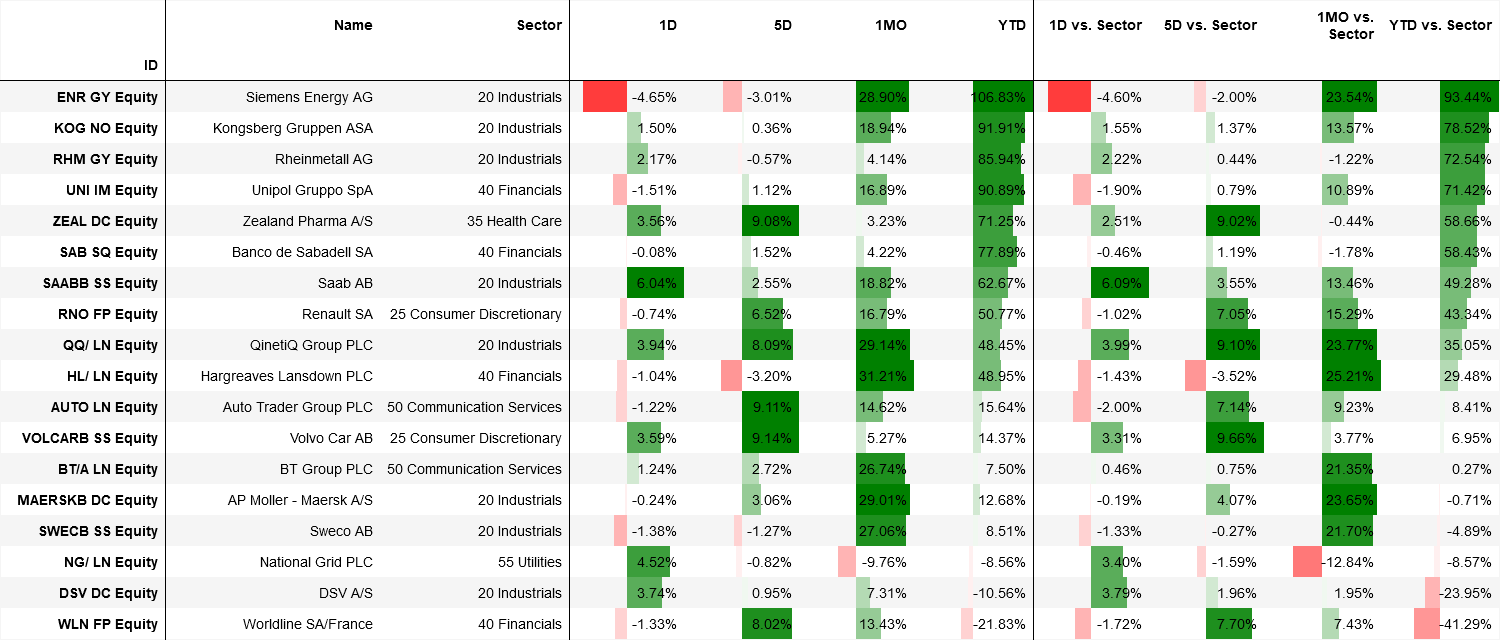 ID Name Sector 1D 5D 1MO YTD 1D vs. Sector 5D vs. Sector 1MO vs. Sector YTD vs. Sector
ENR GY Equity Siemens Energy AG 20 Industrials -4.65% -3.01% 28.90% 106.83% -4.60% -2.00% 23.54% 93.44%
KOG NO Equity Kongsberg Gruppen ASA 20 Industrials 1.50% 0.36% 18.94% 91.91% 1.55% 1.37% 13.57% 78.52%
RHM GY Equity Rheinmetall AG 20 Industrials 2.17% -0.57% 4.14% 85.94% 2.22% 0.44% -1.22% 72.54%
UNI IM Equity Unipol Gruppo SpA 40 Financials -1.51% 1.12% 16.89% 90.89% -1.90% 0.79% 10.89% 71.42%
ZEAL DC Equity Zealand Pharma A/S 35 Health Care 3.56% 9.08% 3.23% 71.25% 2.51% 9.02% -0.44% 58.66%
SAB SQ Equity Banco de Sabadell SA 40 Financials -0.08% 1.52% 4.22% 77.89% -0.46% 1.19% -1.78% 58.43%
SAABB SS Equity Saab AB 20 Industrials 6.04% 2.55% 18.82% 62.67% 6.09% 3.55% 13.46% 49.28%
RNO FP Equity Renault SA 25 Consumer Discretionary -0.74% 6.52% 16.79% 50.77% -1.02% 7.05% 15.29% 43.34%
QQ/ LN Equity QinetiQ Group PLC 20 Industrials 3.94% 8.09% 29.14% 48.45% 3.99% 9.10% 23.77% 35.05%
HL/ LN Equity Hargreaves Lansdown PLC 40 Financials -1.04% -3.20% 31.21% 48.95% -1.43% -3.52% 25.21% 29.48%
AUTO LN Equity Auto Trader Group PLC 50 Communication Services -1.22% 9.11% 14.62% 15.64% -2.00% 7.14% 9.23% 8.41%
VOLCARB SS Equity Volvo Car AB 25 Consumer Discretionary 3.59% 9.14% 5.27% 14.37% 3.31% 9.66% 3.77% 6.95%
BT/A LN Equity BT Group PLC 50 Communication Services 1.24% 2.72% 26.74% 7.50% 0.46% 0.75% 21.35% 0.27%
MAERSKB DC Equity AP Moller - Maersk A/S 20 Industrials -0.24% 3.06% 29.01% 12.68% -0.19% 4.07% 23.65% -0.71%
SWECB SS Equity Sweco AB 20 Industrials -1.38% -1.27% 27.06% 8.51% -1.33% -0.27% 21.70% -4.89%
NG/ LN Equity National Grid PLC 55 Utilities 4.52% -0.82% -9.76% -8.56% 3.40% -1.59% -12.84% -8.57%
DSV DC Equity DSV A/S 20 Industrials 3.74% 0.95% 7.31% -10.56% 3.79% 1.96% 1.95% -23.95%
WLN FP Equity Worldline SA/France 40 Financials -1.33% 8.02% 13.43% -21.83% -1.72% 7.70% 7.43% -41.29%